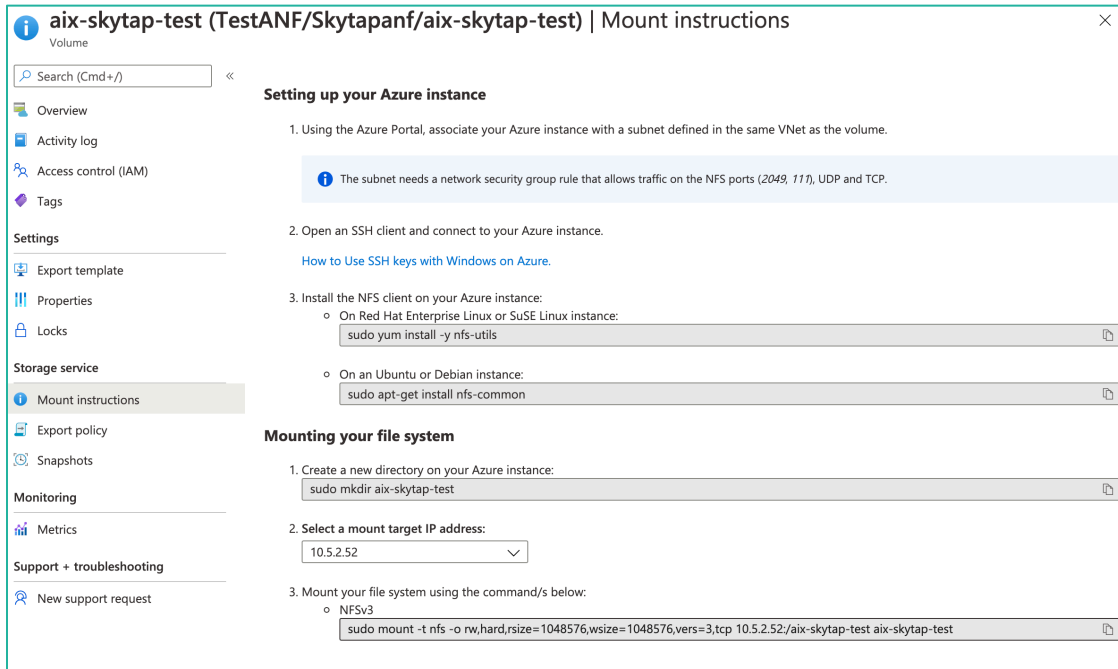 aix-skytap-test (TestANF/Skytapanf/aix-skytap-test) | Mount instructions
Volume
Search (Cmd+/)
Overview
Activity log
Access control (IAM)
Tags
Settings
Export template
Properties
Locks
Storage service
Mount instructions
Export policy
Snapshots
Monitoring
Metrics
Support + troubleshooting
New support request
Setting up your Azure instance
1. Using the Azure Portal, associate your Azure instance with a subnet defined in the same VNet as the volume.
The subnet needs a network security group rule that allows traffic on the NFS ports (2049, 111), UDP and TCP.
2. Open an SSH client and connect to your Azure instance.
How to Use SSH keys with Windows on Azure.
3. Install the NFS client on your Azure instance:
On Red Hat Enterprise Linux or SuSE Linux instance:
sudo yum install -y nfs-utils
On an Ubuntu or Debian instance:
sudo apt-get install nfs-common
Mounting your file system
1. Create a new directory on your Azure instance:
sudo mkdir aix-skytap-test
2. Select a mount target IP address:
10.5.2.52
3. Mount your file system using the command/s below:
NFSv3
sudo mount -t nfs -o rw,hard,rsize=1048576,wsize=1048576,vers=3,tcp 10.5.2.52:/aix-skytap-test aix-skytap-test